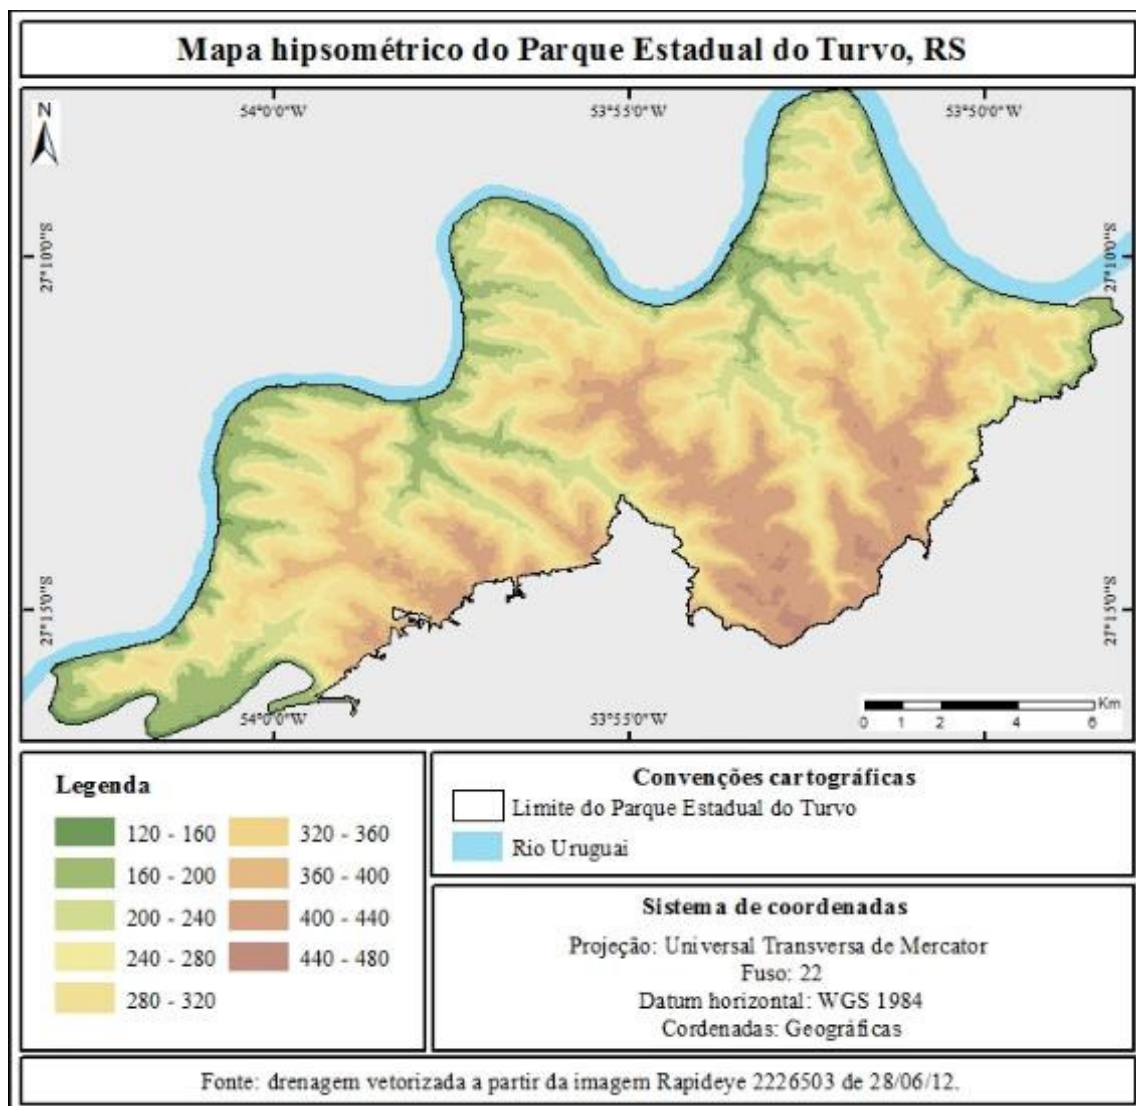 Mapa hipsométrico do Parque Estadual do Turvo, RS
N
54°0'0"W
53°55'0"W
53°50'0"W
27°10'0"S
27°10'0"S
27°15'0"S
27°15'0"S
54°0'0"W
53°55'0"W
Km
0 1 2 4 6
Legenda
120 - 160
160 - 200
200 - 240
240 - 280
280 - 320
320 - 360
360 - 400
400 - 440
440 - 480
Convenções cartográficas
Limite do Parque Estadual do Turvo
Rio Uruguai
Sistema de coordenadas
Projeção: Universal Transversa de Mercator
Fuso: 22
Datum horizontal: WGS 1984
Cordenadas: Geográficas
Fonte: drenagem vetorizada a partir da imagem Rapideye 2226503 de 28/06/12.